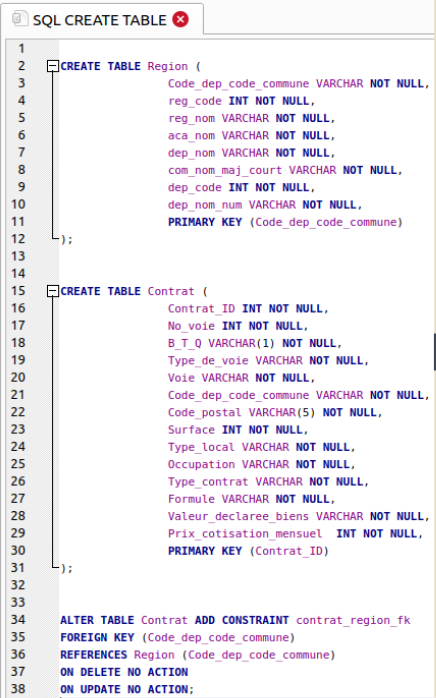 SQL CREATE TABLE
1
2 CREATE TABLE Region (
3 Code_dep_code_commune VARCHAR NOT NULL,
4 reg_code INT NOT NULL,
5 reg_nom VARCHAR NOT NULL,
6 aca_nom VARCHAR NOT NULL,
7 dep_nom VARCHAR NOT NULL,
8 com_nom_maj_court VARCHAR NOT NULL,
9 dep_code INT NOT NULL,
10 dep_nom_num VARCHAR NOT NULL,
11 PRIMARY KEY (Code_dep_code_commune)
12 );
13
14
15 CREATE TABLE Contrat (
16 Contrat_ID INT NOT NULL,
17 No_voie INT NOT NULL,
18 B_T_Q VARCHAR(1) NOT NULL,
19 Type_de_voie VARCHAR NOT NULL,
20 Voie VARCHAR NOT NULL,
21 Code_dep_code_commune VARCHAR NOT NULL,
22 Code_postal VARCHAR(5) NOT NULL,
23 Surface INT NOT NULL,
24 Type_local VARCHAR NOT NULL,
25 Occupation VARCHAR NOT NULL,
26 Type_contrat VARCHAR NOT NULL,
27 Formule VARCHAR NOT NULL,
28 Valeur_declaree_biens VARCHAR NOT NULL,
29 Prix_cotisation_mensuel  INT NOT NULL,
30 PRIMARY KEY (Contrat_ID)
31 );
32
33
34 ALTER TABLE Contrat ADD CONSTRAINT contrat_region_fk
35 FOREIGN KEY (Code_dep_code_commune)
36 REFERENCES Region (Code_dep_code_commune)
37 ON DELETE NO ACTION
38 ON UPDATE NO ACTION;